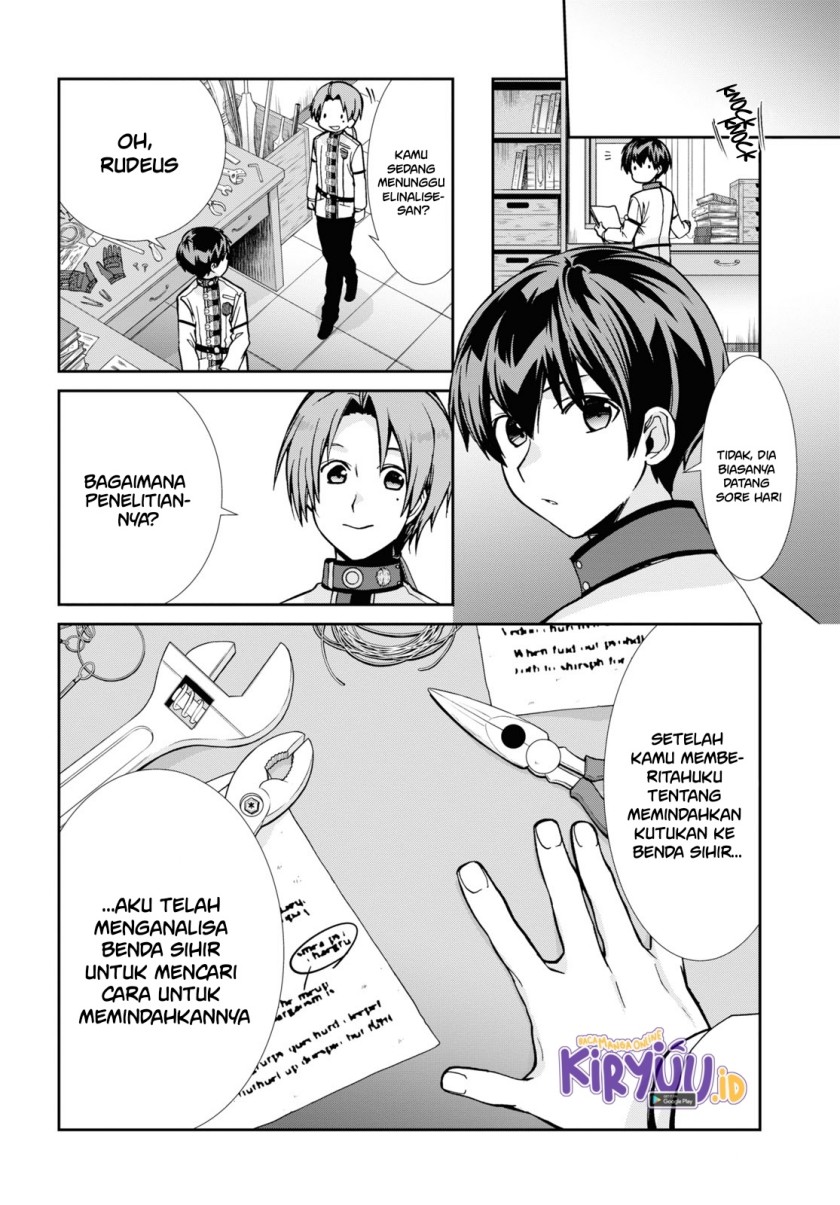 KNOCK
KNOCK
OH,
RUDEUS
KAMU
SEDANG
MENUNGGU
ELINALISE-
SAN?
TIDAK, DIA
BIASANYA
DATANG
SORE HARI
BAGAIMANA
PENELITIAN-
NYA?
SETELAH
KAMU MEMBE-
RITAHUKU
TENTANG
MEMINDAHKAN
KUTUKAN KE
BENDA SIHIR...
...AKU TELAH
MENGANALISA
BENDA SIHIR
UNTUK MENCARI
CARA UNTUK
MEMINDAHKANNYA
BACA MANGA ONLINE
KIRYUU.ID
Google Play